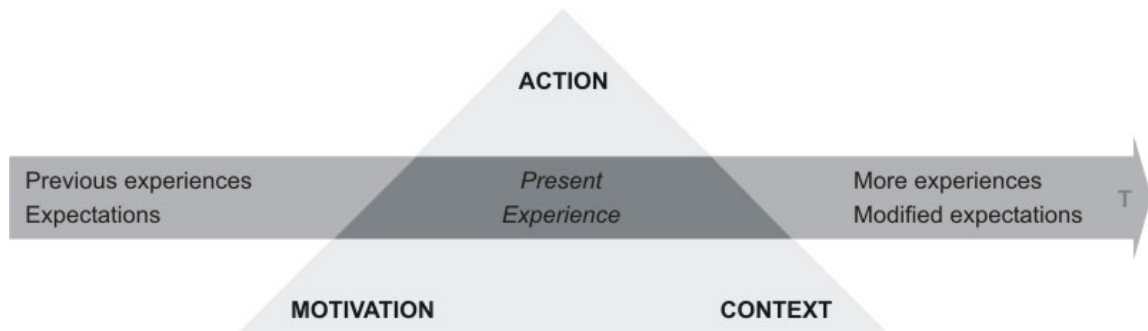 ACTION
Previous experiences
Expectations
Present
Experience
More experiences
Modified expectations
T
MOTIVATION
CONTEXT